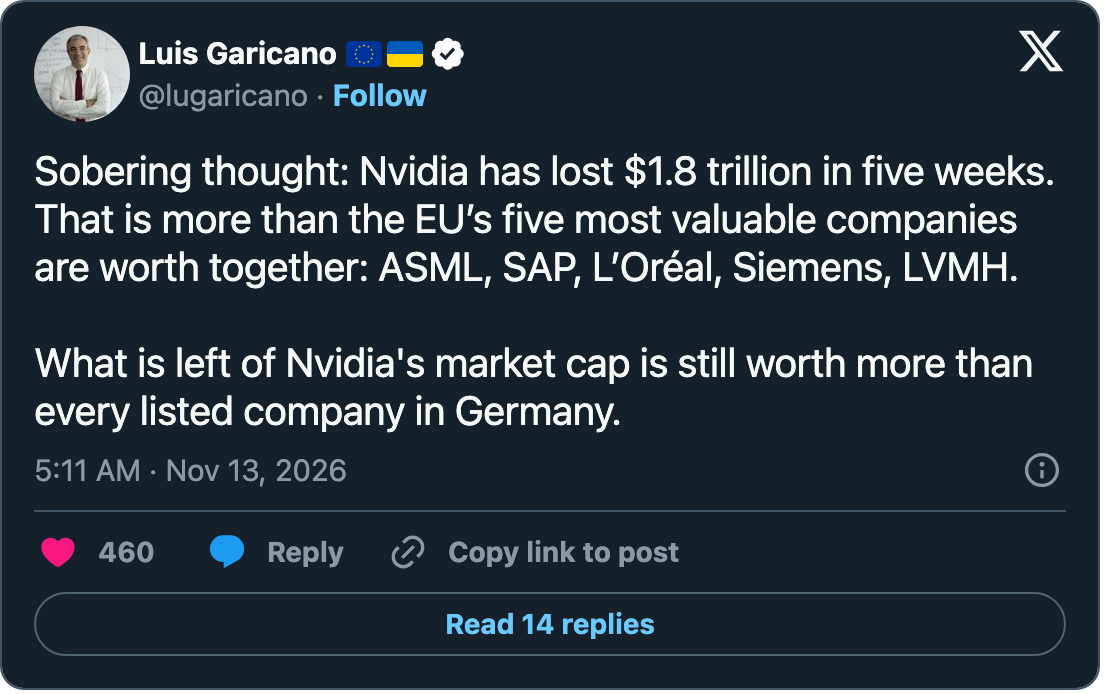 Luis Garicano 🇪🇺🇺🇦
@lugaricano · Follow
Sobering thought: Nvidia has lost $1.8 trillion in five weeks.
That is more than the EU’s five most valuable companies
are worth together: ASML, SAP, L’Oréal, Siemens, LVMH.
What is left of Nvidia's market cap is still worth more than
every listed company in Germany.
5:11 AM · Nov 13, 2026
460 Reply Copy link to post
Read 14 replies